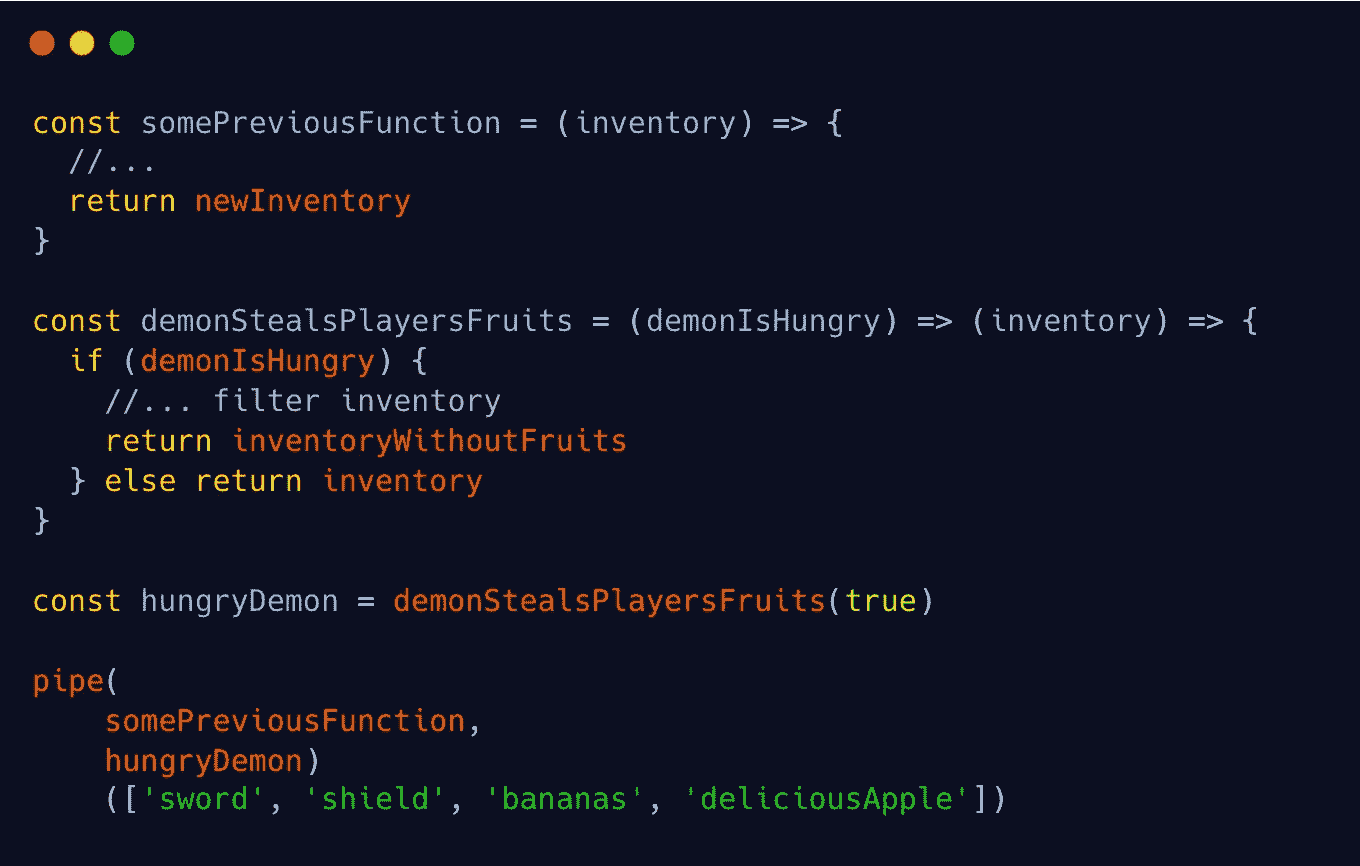 const somePreviousFunction = (inventory) => {
  //...
  return newInventory
}
const demonStealsPlayersFruits = (demonIsHungry) => (inventory) => {
  if (demonIsHungry) {
    //... filter inventory
    return inventoryWithoutFruits
  } else return inventory
}
const hungryDemon = demonStealsPlayersFruits(true)
pipe(
    somePreviousFunction,
    hungryDemon)
    (['sword', 'shield', 'bananas', 'deliciousApple'])